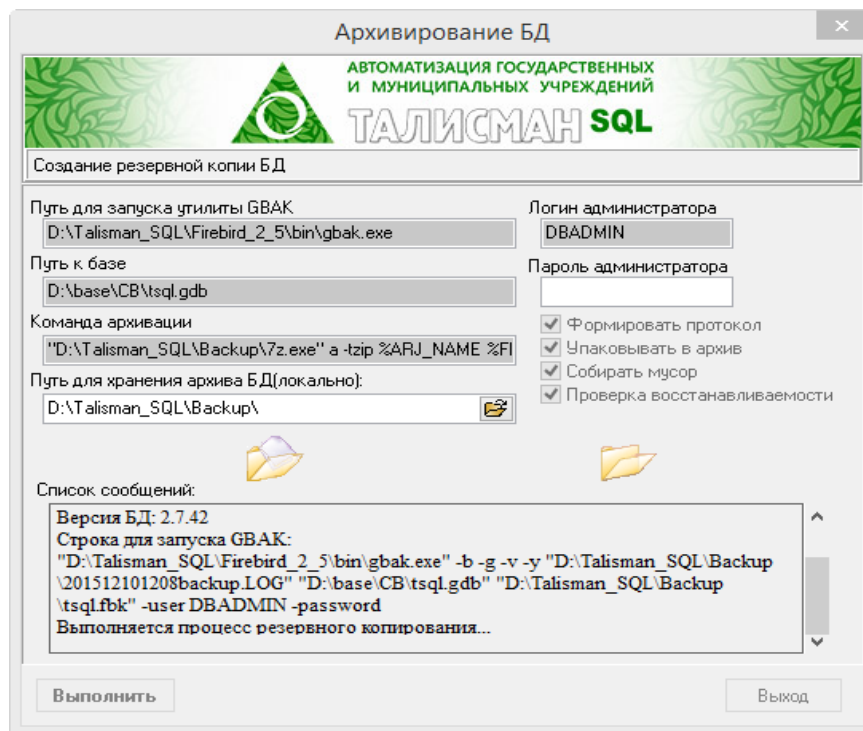 Архивирование БД
АВТОМАТИЗАЦИЯ ГОСУДАРСТВЕННЫХ
И МУНИЦИПАЛЬНЫХ УЧРЕЖДЕНИЙ
ТАЛИСМАН SQL
Создание резервной копии БД
Путь для запуска утилиты GBAK
D:\Talisman_SQL\Firebird_2_5\bin\gbak.exe
Логин администратора
DBADMIN
Путь к базе
D:\base\CB\tsql.gdb
Пароль администратора
Команда архивации
"D:\Talisman_SQL\Backup\7z.exe" a -tzip %ARJ_NAME %FI
Формировать протокол
Упаковывать в архив
Собирать мусор
Проверка восстанавливаемости
Путь для хранения архива БД(локально):
D:\Talisman_SQL\Backup\
Список сообщений:
Версия БД: 2.7.42
Строка для запуска GBAK:
"D:\Talisman_SQL\Firebird_2_5\bin\gbak.exe" -b -g -v -y "D:\Talisman_SQL\Backup
\201512101208backup.LOG" "D:\base\CB\tsql.gdb" "D:\Talisman_SQL\Backup
\tsql.fbk" -user DBADMIN -password
Выполняется процесс резервного копирования...
Выполнить
Выход